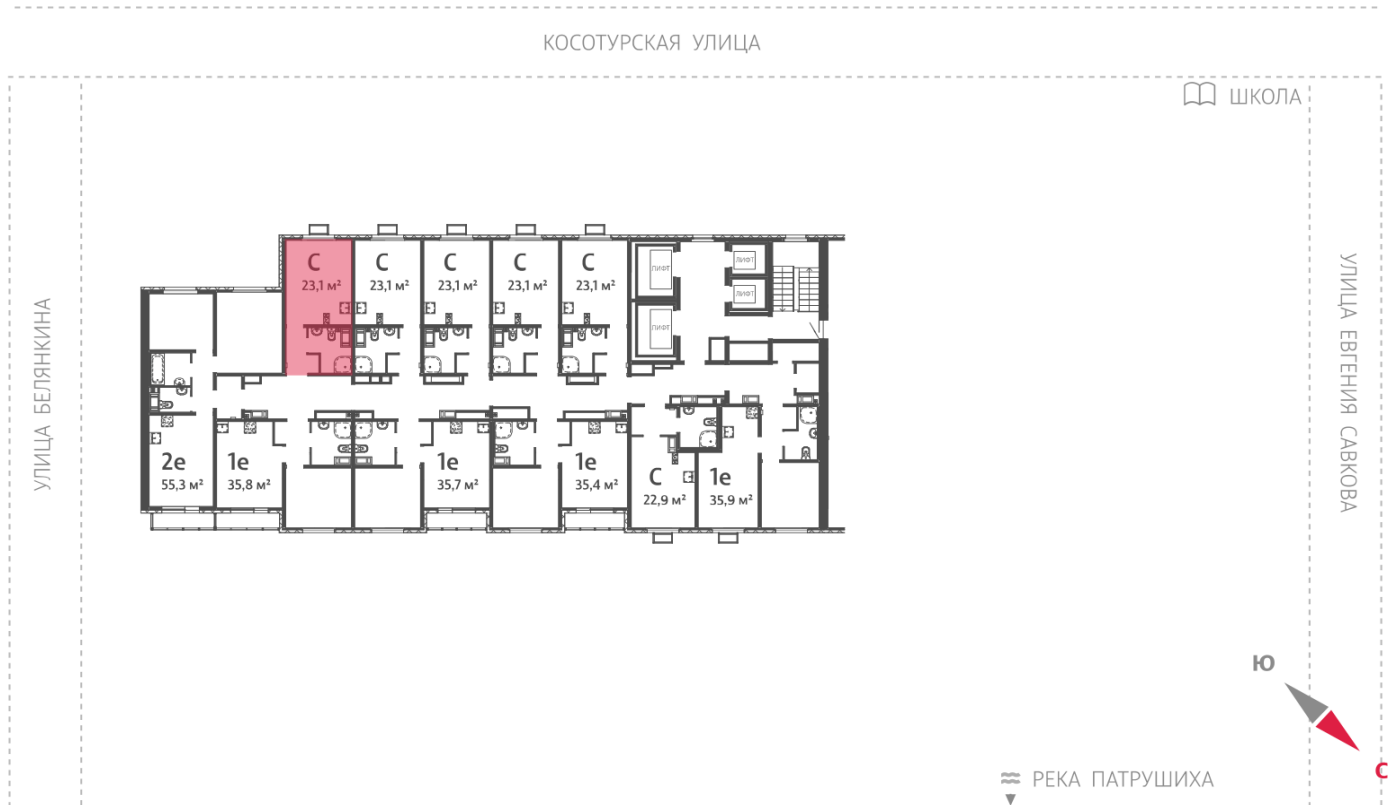 КОСОТУРСКАЯ УЛИЦА
ШКОЛА
УЛИЦА БЕЛЯНКИНА
УЛИЦА ЕВГЕНИЯ САВКОВА
С
23,1 м²
С
23,1 м²
С
23,1 м²
С
23,1 м²
С
23,1 м²
ЛИФТ
ЛИФТ
ЛИФТ
ЛИФТ
2е
55,3 м²
1е
35,8 м²
1е
35,7 м²
1е
35,4 м²
С
22,9 м²
1е
35,9 м²
Ю
С
РЕКА ПАТРУШИХА